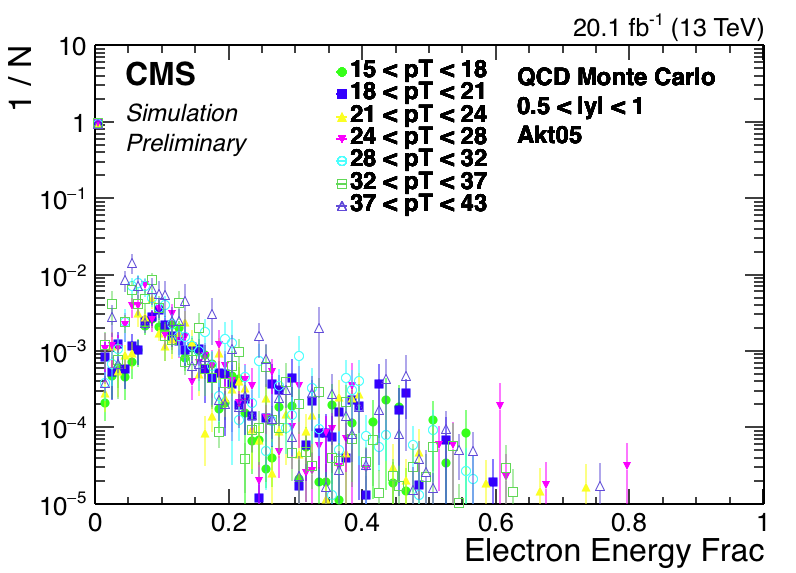 20.1 fb⁻¹ (13 TeV)
1 / N
CMS
Simulation
Preliminary
15 < pT < 18
18 < pT < 21
21 < pT < 24
24 < pT < 28
28 < pT < 32
32 < pT < 37
37 < pT < 43
QCD Monte Carlo
0.5 < |y| < 1
Akt05
10
1
10⁻¹
10⁻²
10⁻³
10⁻⁴
10⁻⁵
0 0.2 0.4 0.6 0.8 1
Electron Energy Frac